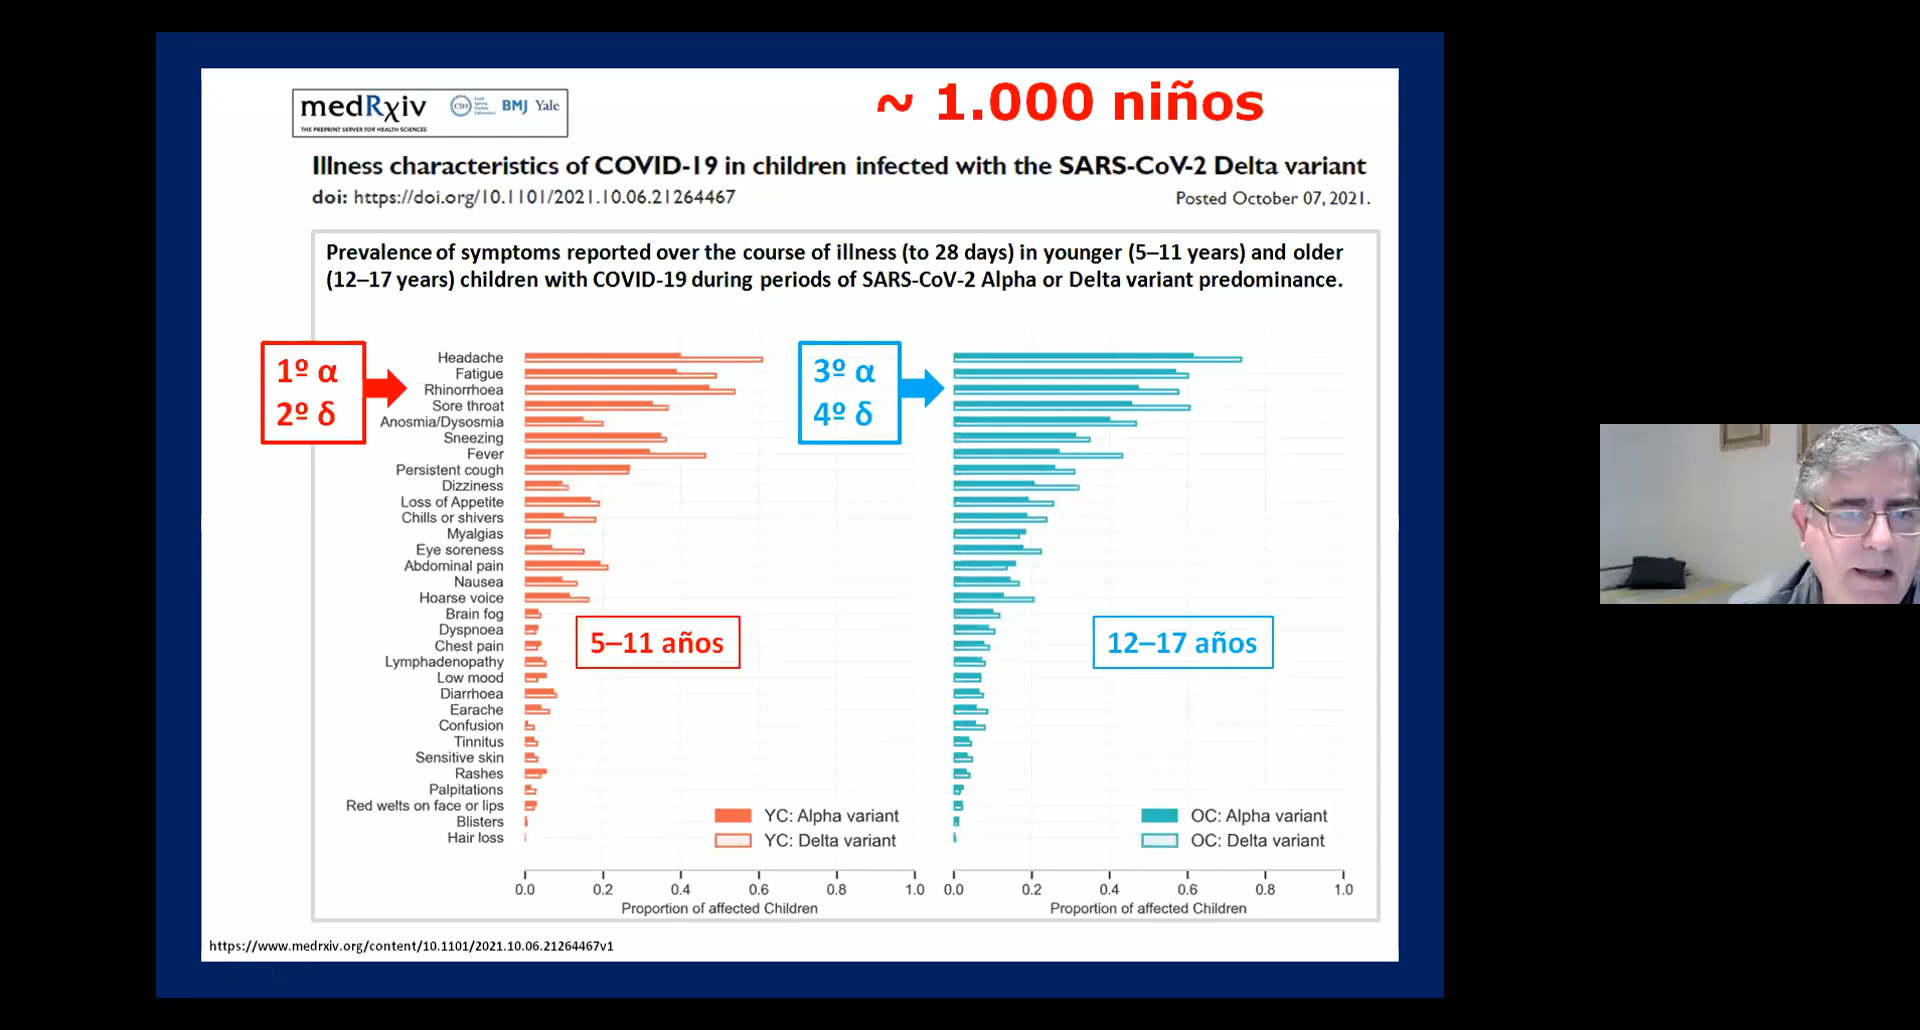 ~ 1.000 niños
medRxiv
CSH
BMJ Yale
THE PREPRINT SERVER FOR HEALTH SCIENCES
Illness characteristics of COVID-19 in children infected with the SARS-CoV-2 Delta variant
doi: https://doi.org/10.1101/2021.10.06.21264467
Posted October 07, 2021.
Prevalence of symptoms reported over the course of illness (to 28 days) in younger (5–11 years) and older
(12–17 years) children with COVID-19 during periods of SARS-CoV-2 Alpha or Delta variant predominance.
1º α
2º δ
3º α
4º δ
Headache
Fatigue
Rhinorrhoea
Sore throat
Anosmia/Dysosmia
Sneezing
Fever
Persistent cough
Dizziness
Loss of Appetite
Chills or shivers
Myalgias
Eye soreness
Abdominal pain
Nausea
Hoarse voice
Brain fog
Dyspnoea
Chest pain
Lymphadenopathy
Low mood
Diarrhoea
Earache
Confusion
Tinnitus
Sensitive skin
Rashes
Palpitations
Red welts on face or lips
Blisters
Hair loss
5–11 años
12–17 años
YC: Alpha variant
YC: Delta variant
OC: Alpha variant
OC: Delta variant
0.0 0.2 0.4 0.6 0.8 1.0
0.0 0.2 0.4 0.6 0.8 1.0
Proportion of affected Children
Proportion of affected Children
https://www.medrxiv.org/content/10.1101/2021.10.06.21264467v1